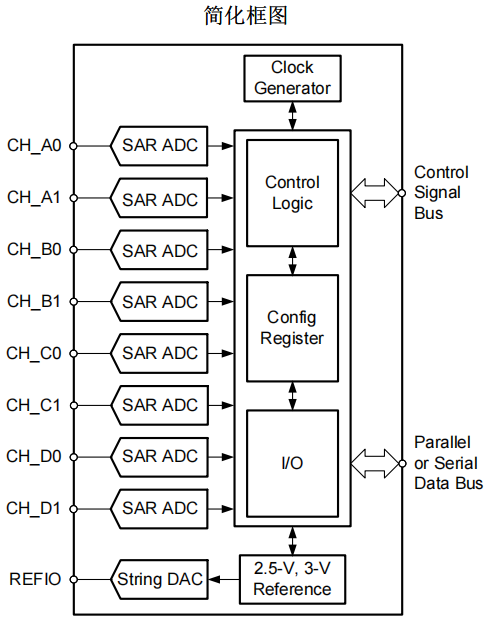 简化框图
Clock
Generator
CH_A0
SAR ADC
CH_A1
SAR ADC
CH_B0
SAR ADC
CH_B1
SAR ADC
CH_C0
SAR ADC
CH_C1
SAR ADC
CH_D0
SAR ADC
CH_D1
SAR ADC
REFIO
String DAC
Control
Logic
Config
Register
I/O
2.5-V, 3-V
Reference
Control
Signal
Bus
Parallel
or Serial
Data Bus